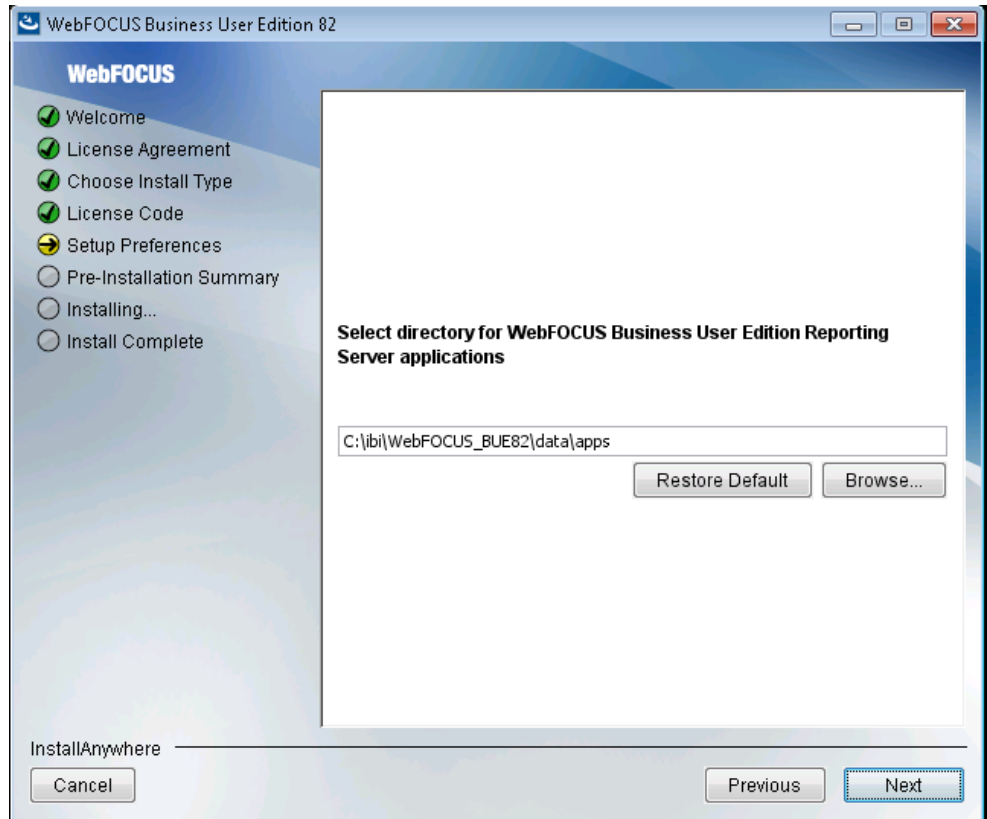 WebFOCUS Business User Edition 82
WebFOCUS
Welcome
License Agreement
Choose Install Type
License Code
Setup Preferences
Pre-Installation Summary
Installing...
Install Complete
Select directory for WebFOCUS Business User Edition Reporting
Server applications
C:\ibi\WebFOCUS_BUE82\data\apps
Restore Default
Browse...
InstallAnywhere
Cancel
Previous
Next